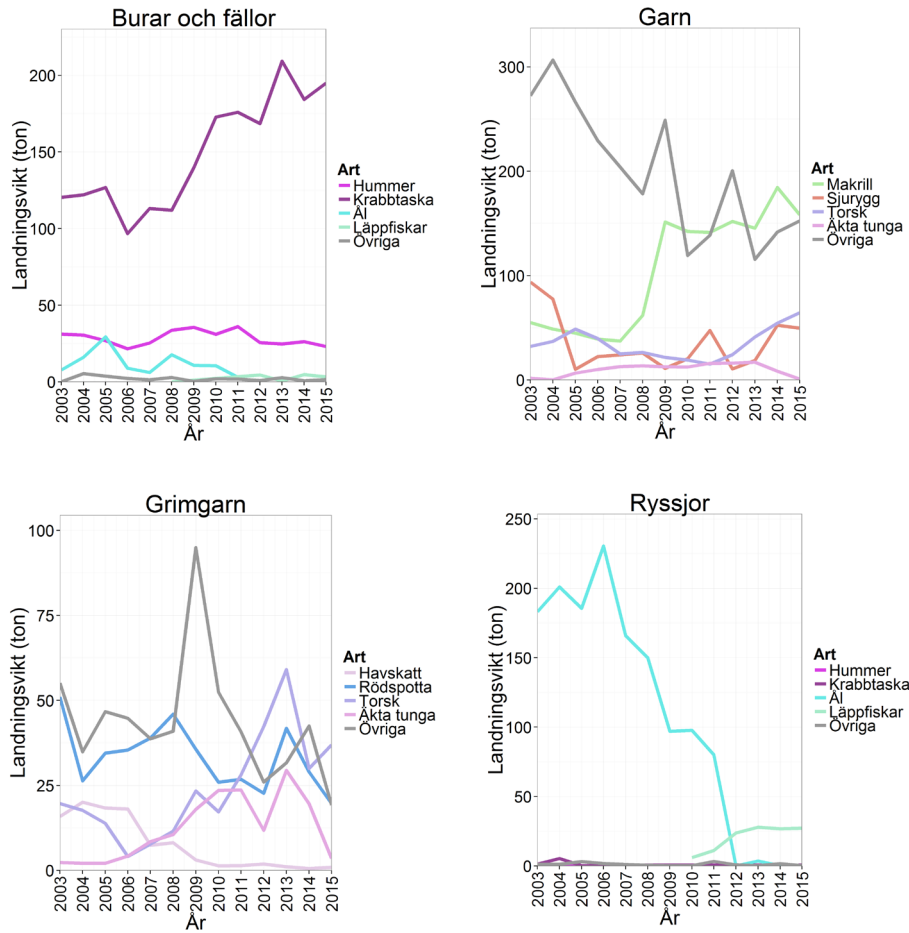 Burar och fällor
Landningsvikt (ton)
200
150
100
50
0
2003
2004
2005
2006
2007
2008
2009
2010
2011
2012
2013
2014
2015
År
Art
Hummer
Krabbtaska
Ål
Läppfiskar
Övriga
Garn
Landningsvikt (ton)
300
200
100
0
2003
2004
2005
2006
2007
2008
2009
2010
2011
2012
2013
2014
2015
År
Art
Makrill
Sjurygg
Torsk
Äkta tunga
Övriga
Grimgarn
Landningsvikt (ton)
100
75
50
25
0
2003
2004
2005
2006
2007
2008
2009
2010
2011
2012
2013
2014
2015
År
Art
Havskatt
Rödspotta
Torsk
Äkta tunga
Övriga
Ryssjor
Landningsvikt (ton)
250
200
150
100
50
0
2003
2004
2005
2006
2007
2008
2009
2010
2011
2012
2013
2014
2015
År
Art
Hummer
Krabbtaska
Ål
Läppfiskar
Övriga